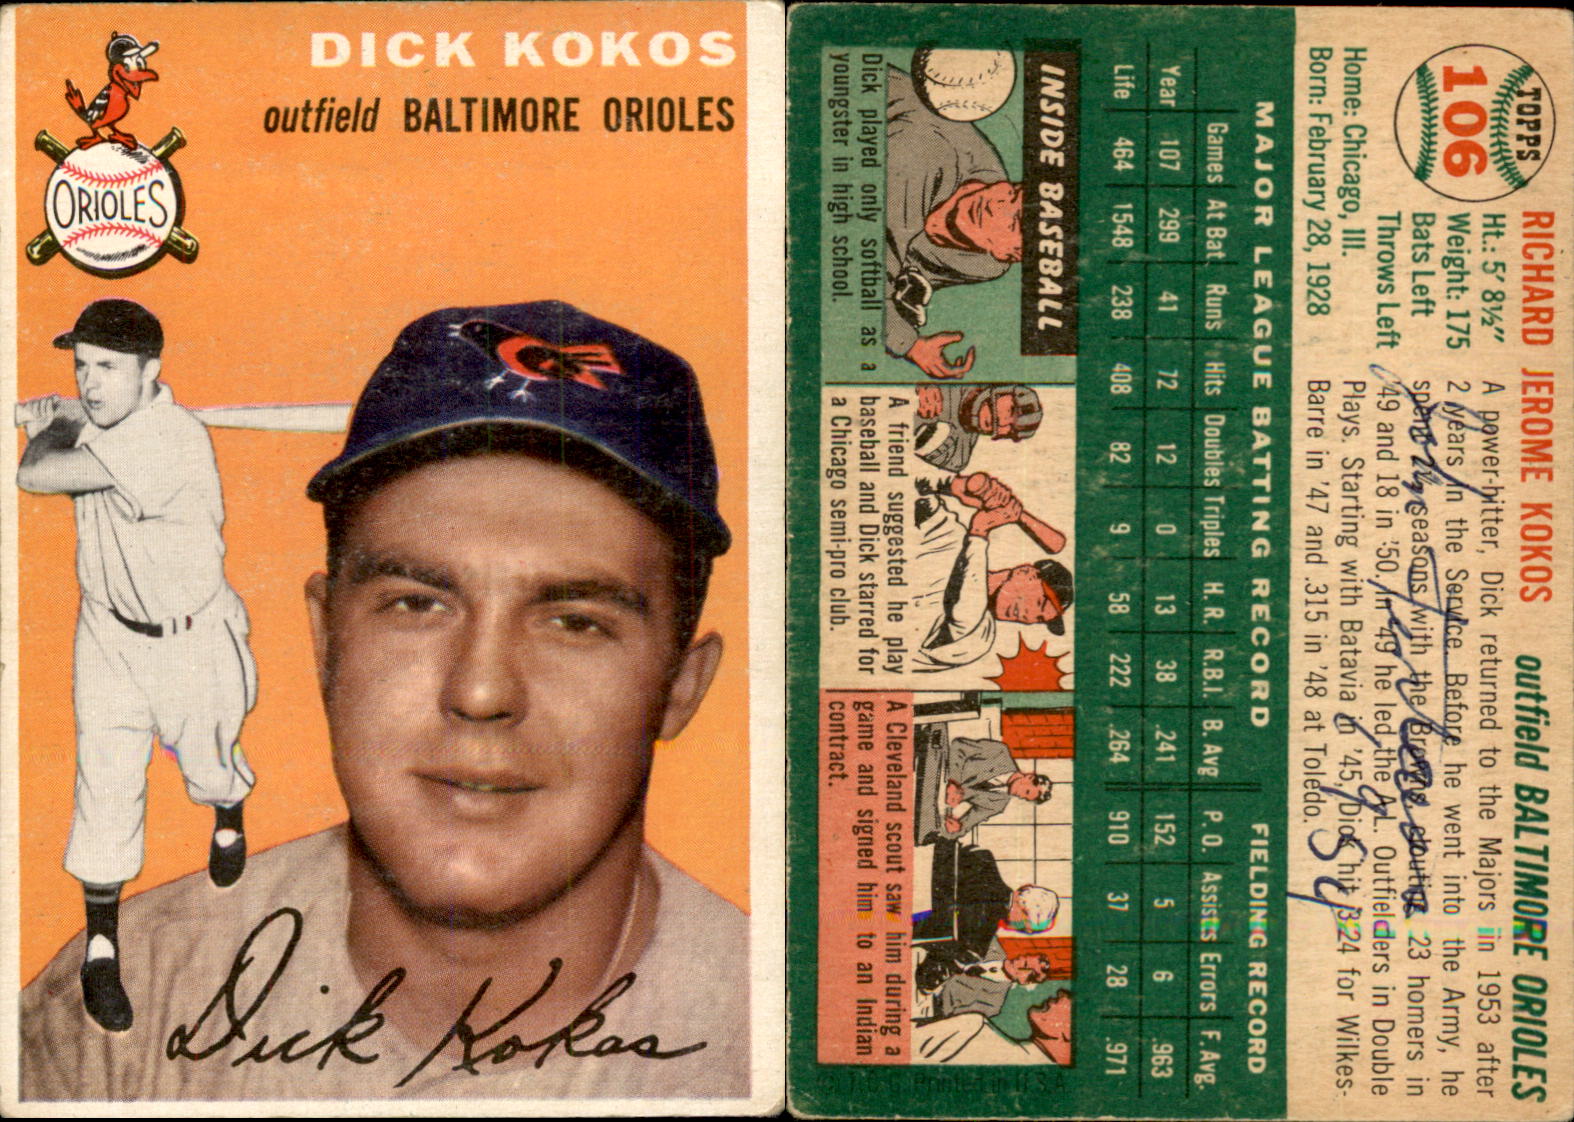 DICK KOKOS
outfield BALTIMORE ORIOLES
ORIOLES
Dick Kokos
TOPPS
106
RICHARD JEROME KOKOS outfield BALTIMORE ORIOLES
Ht.: 5' 8½"
Weight: 175
Bats Left
Throws Left
Home: Chicago, Ill.
Born: February 28, 1928
A power-hitter, Dick returned to the Majors in 1953 after
2 years in the Service. Before he went into the Army, he
spent seasons with the Browns, clouting 23 homers in
'49 and 18 in '50. In '49 he led the A.L. Outfielders in Double
Plays. Starting with Batavia in '45, Dick hit .324 for Wilkes-
Barre in '47 and .315 in '48 at Toledo.
MAJOR LEAGUE BATTING RECORD FIELDING RECORD
Games At Bat Runs Hits Doubles Triples H. R. R.B.I. B. Avg P. O. Assists Errors F. Avg.
Year 107 299 41 72 12 0 13 38 .241 152 5 6 .963
Life 464 1548 238 408 82 9 58 222 .264 910 37 28 .971
INSIDE BASEBALL
Dick played only softball as a
youngster in high school.
A friend suggested he play
baseball and Dick starred for
a Chicago semi-pro club.
A Cleveland scout saw him during a
game and signed him to an Indian
contract.
© T. C. G. Printed in U.S.A.